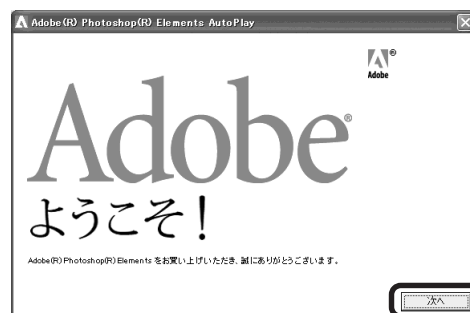 Adobe(R) Photoshop(R) Elements AutoPlay
Adobe®
Adobe®
ようこそ!
Adobe(R) Photoshop(R) Elements をお買い上げいただき、誠にありがとうございます。
次へ